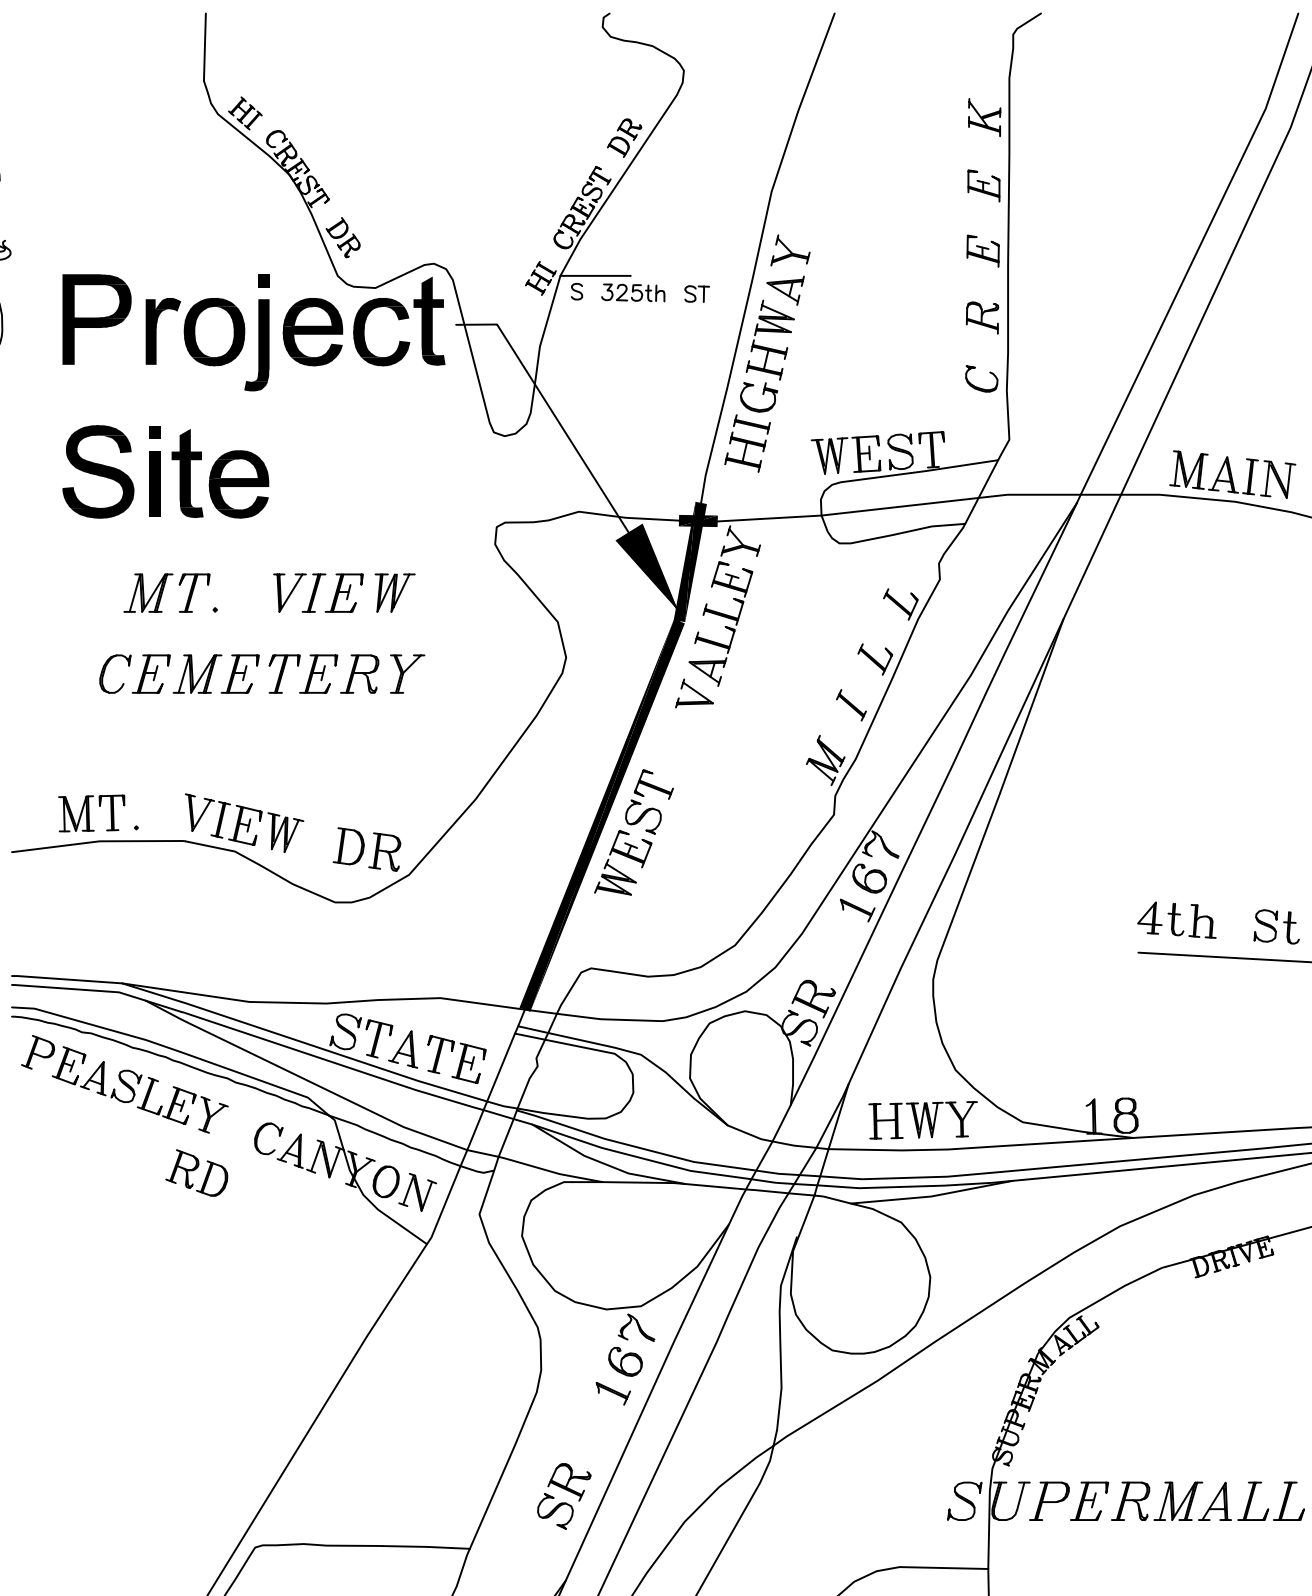 HI CREST DR
HI CREST DR
S 325th ST
Project
Site
WEST VALLEY HIGHWAY
MILL CREEK
WEST MAIN
MT. VIEW
CEMETERY
MT. VIEW DR
SR 167
4th St
STATE HWY 18
PEASLEY CANYON
RD
SR 167
SUPERMALL DRIVE
SUPERMALL